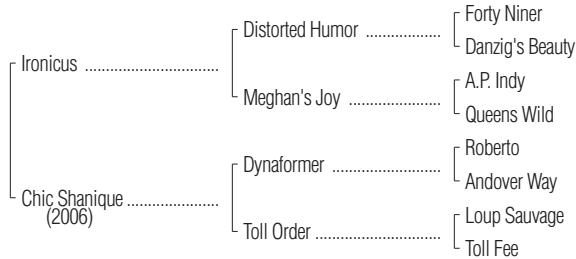 Forty Niner
Distorted Humor ..................
Danzig's Beauty
Ironicus ................................
A.P. Indy
Meghan's Joy ......................
Queens Wild
Roberto
Dynaformer ..........................
Andover Way
Chic Shanique ......................
(2006)
Loup Sauvage
Toll Order ..............................
Toll Fee